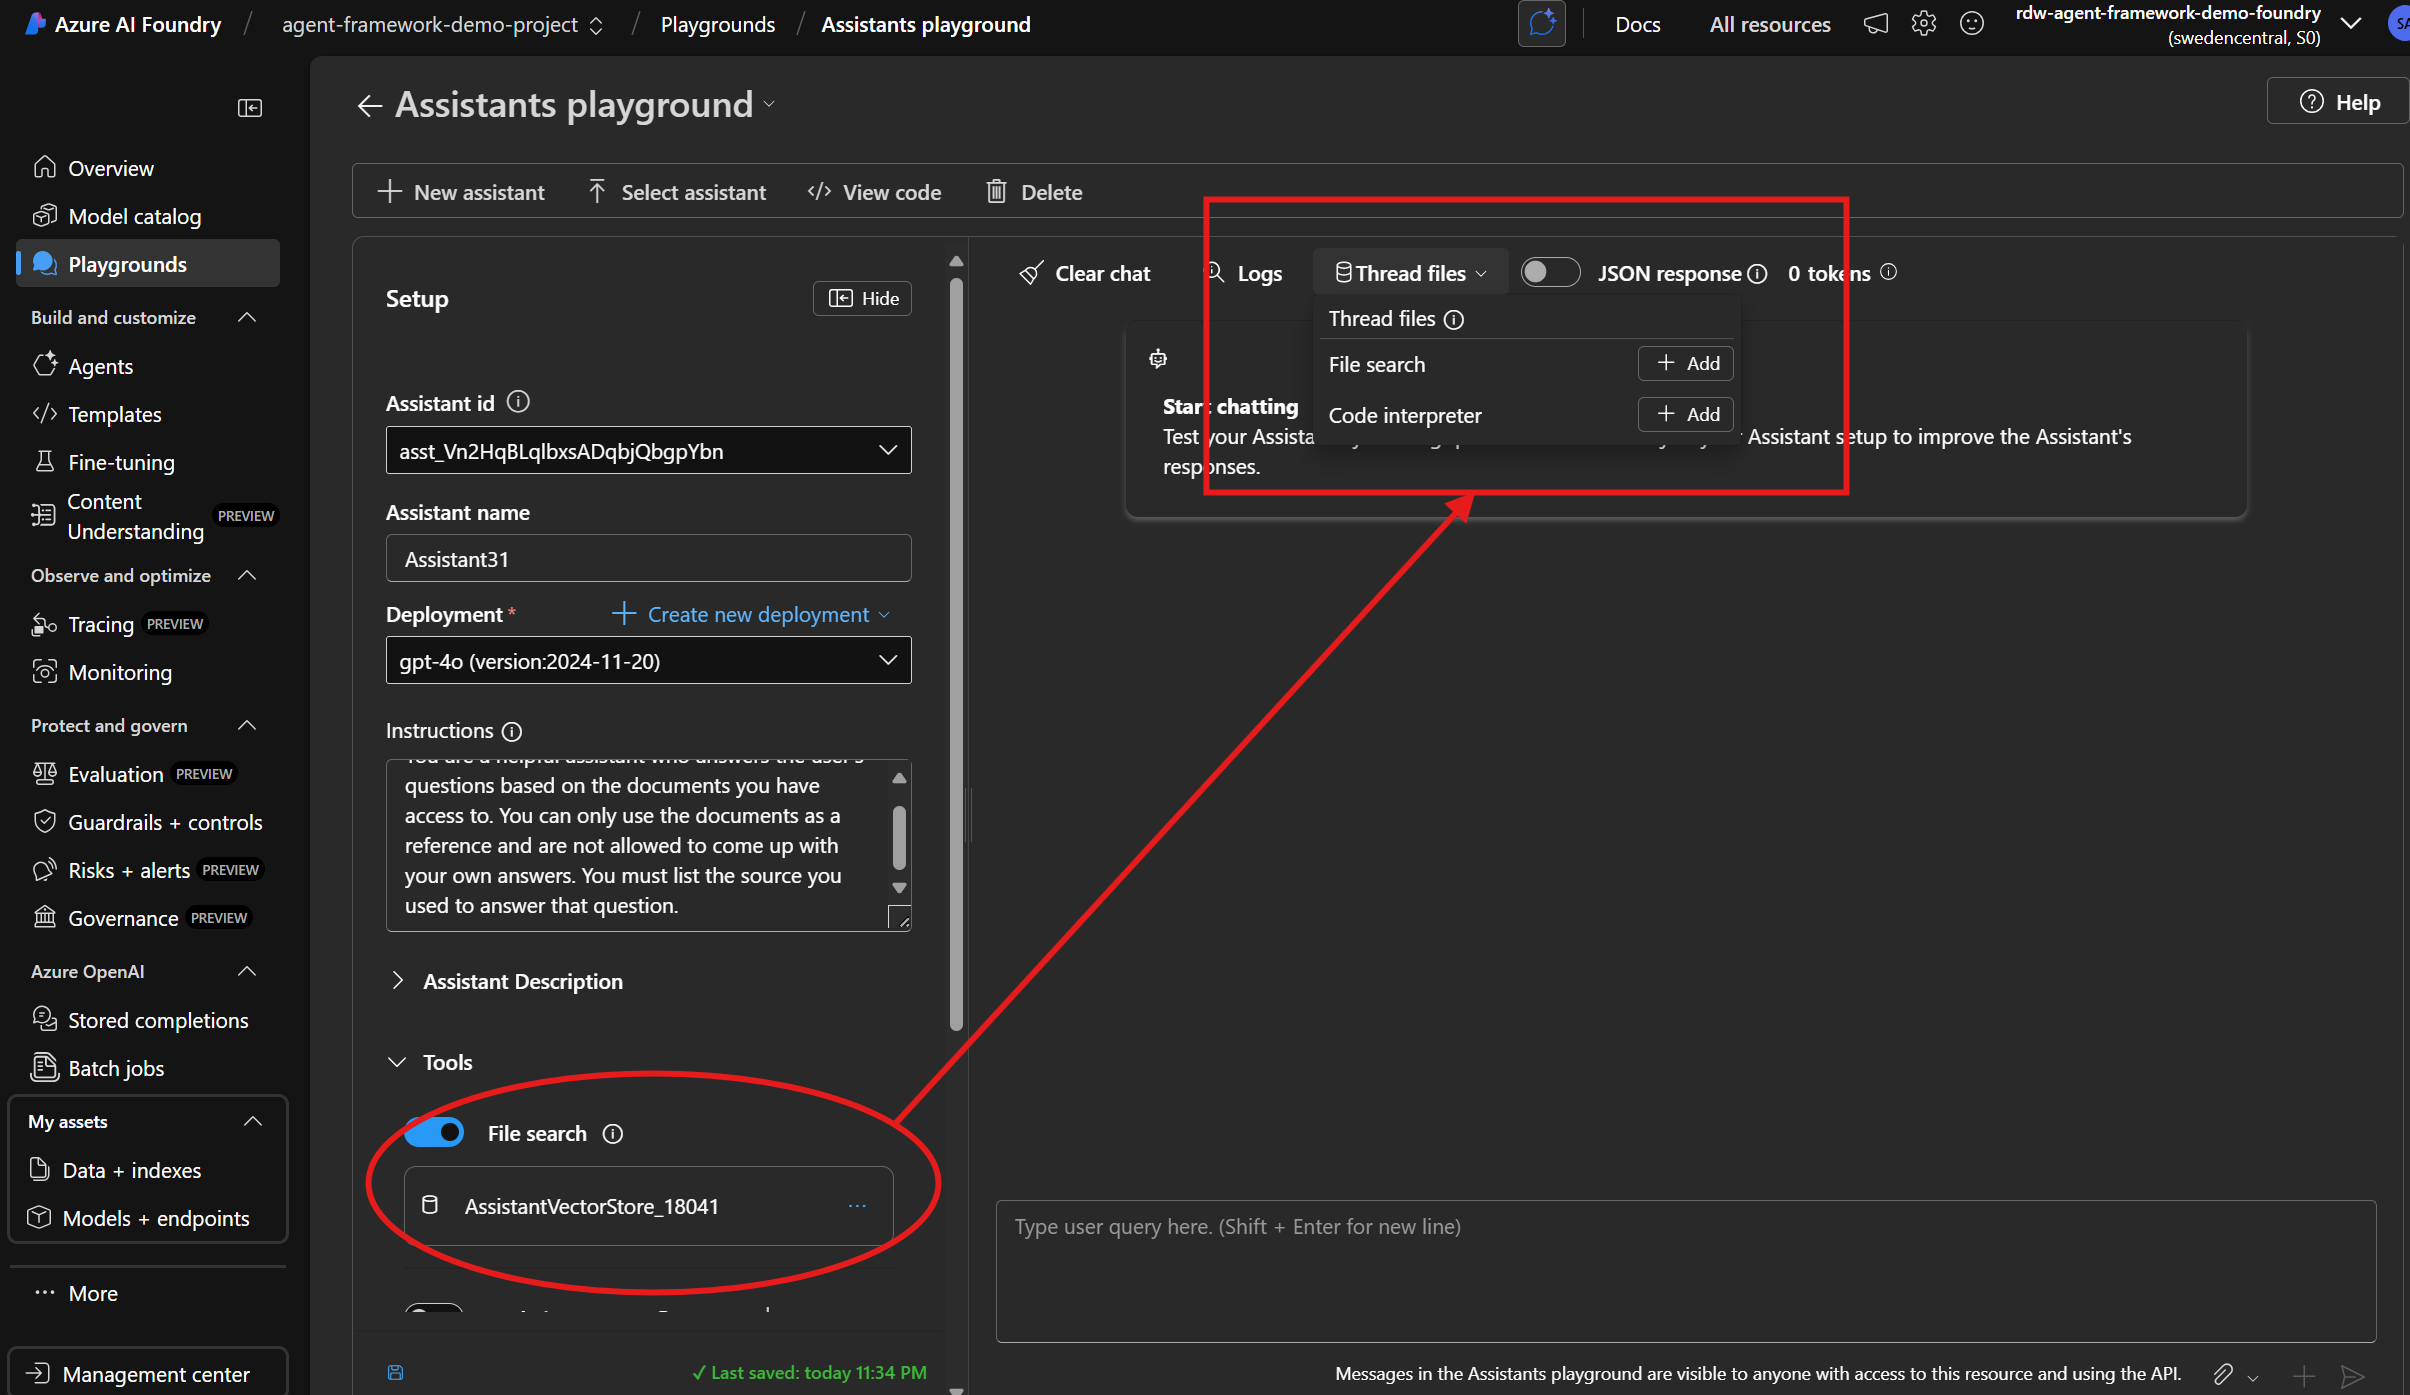 Azure AI Foundry / agent-framework-demo-project / Playgrounds / Assistants playground
Docs
All resources
rdw-agent-framework-demo-foundry
(swedencentral, S0)
SA
Assistants playground
Help
Overview
Model catalog
Playgrounds
Build and customize
Agents
Templates
Fine-tuning
Content
Understanding
PREVIEW
Observe and optimize
Tracing PREVIEW
Monitoring
Protect and govern
Evaluation PREVIEW
Guardrails + controls
Risks + alerts PREVIEW
Governance PREVIEW
Azure OpenAI
Stored completions
Batch jobs
My assets
Data + indexes
Models + endpoints
More
Management center
New assistant
Select assistant
View code
Delete
Setup
Hide
Assistant id
asst_Vn2HqBLqlbxsADqbjQbgpYbn
Assistant name
Assistant31
Deployment *
Create new deployment
gpt-4o (version:2024-11-20)
Instructions
You are a helpful assistant who answers the user's
questions based on the documents you have
access to. You can only use the documents as a
reference and are not allowed to come up with
your own answers. You must list the source you
used to answer that question.
Assistant Description
Tools
File search
AssistantVectorStore_18041
Last saved: today 11:34 PM
Clear chat
Logs
Thread files
JSON response
0 tokens
Thread files
File search
Add
Code interpreter
Add
Start chatting
Test your Assista Assistant setup to improve the Assistant's
responses.
Type user query here. (Shift + Enter for new line)
Messages in the Assistants playground are visible to anyone with access to this resource and using the API.